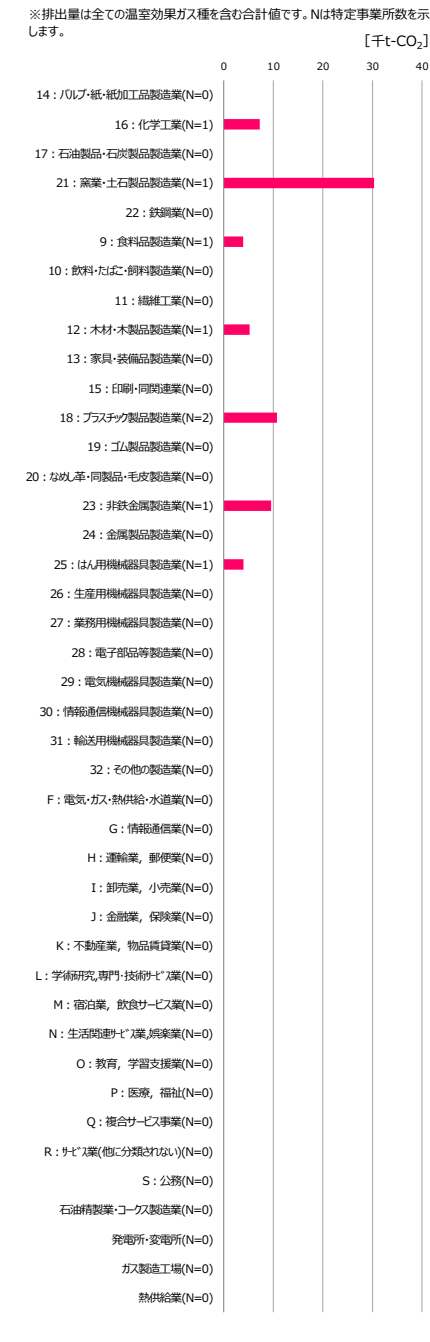 ※排出量は全ての温室効果ガス種を含む合計値です。Nは特定事業所数を示
します。
[千t-CO₂]
0 10 20 30 40
14：パルプ・紙・紙加工品製造業(N=0)
16：化学工業(N=1)
17：石油製品・石炭製品製造業(N=0)
21：窯業・土石製品製造業(N=1)
22：鉄鋼業(N=0)
9：食料品製造業(N=1)
10：飲料・たばこ・飼料製造業(N=0)
11：繊維工業(N=0)
12：木材・木製品製造業(N=1)
13：家具・装備品製造業(N=0)
15：印刷・同関連業(N=0)
18：プラスチック製品製造業(N=2)
19：ゴム製品製造業(N=0)
20：なめし革・同製品・毛皮製造業(N=0)
23：非鉄金属製造業(N=1)
24：金属製品製造業(N=0)
25：はん用機械器具製造業(N=1)
26：生産用機械器具製造業(N=0)
27：業務用機械器具製造業(N=0)
28：電子部品等製造業(N=0)
29：電気機械器具製造業(N=0)
30：情報通信機械器具製造業(N=0)
31：輸送用機械器具製造業(N=0)
32：その他の製造業(N=0)
F：電気・ガス・熱供給・水道業(N=0)
G：情報通信業(N=0)
H：運輸業，郵便業(N=0)
I：卸売業，小売業(N=0)
J：金融業，保険業(N=0)
K：不動産業，物品賃貸業(N=0)
L：学術研究,専門・技術ｻｰﾋﾞｽ業(N=0)
M：宿泊業，飲食サービス業(N=0)
N：生活関連ｻｰﾋﾞｽ業,娯楽業(N=0)
O：教育，学習支援業(N=0)
P：医療，福祉(N=0)
Q：複合サービス事業(N=0)
R：ｻｰﾋﾞｽ業(他に分類されない)(N=0)
S：公務(N=0)
石油精製業・コークス製造業(N=0)
発電所・変電所(N=0)
ガス製造工場(N=0)
熱供給業(N=0)